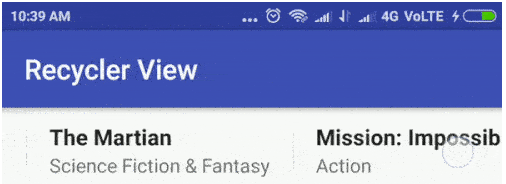 10:39 AM ... 4G VoLTE
Recycler View
The Martian Mission: Impossib
Science Fiction & Fantasy Action